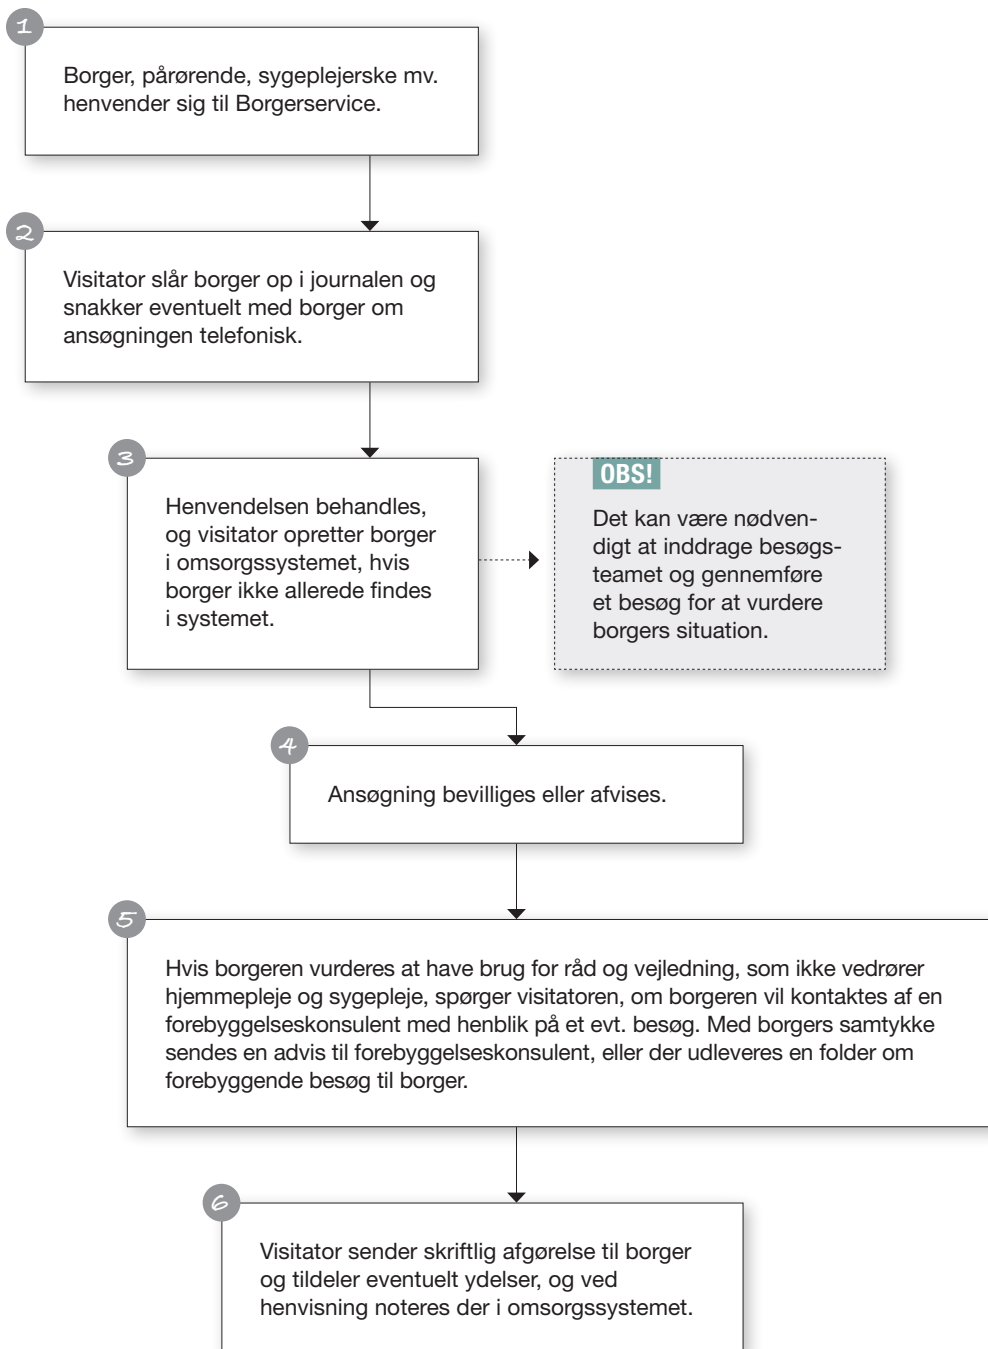 1
Borger, pårørende, sygeplejerske mv.
henvender sig til Borgerservice.
2
Visitator slår borger op i journalen og
snakker eventuelt med borger om
ansøgningen telefonisk.
3
Henvendelsen behandles,
og visitator opretter borger
i omsorgssystemet, hvis
borger ikke allerede findes
i systemet.
OBS!
Det kan være nødven-
digt at inddrage besøgs-
teamet og gennemføre
et besøg for at vurdere
borgers situation.
4
Ansøgning bevilliges eller afvises.
5
Hvis borgeren vurderes at have brug for råd og vejledning, som ikke vedrører
hjemmepleje og sygepleje, spørger visitatoren, om borgeren vil kontaktes af en
forebyggelseskonsulent med henblik på et evt. besøg. Med borgers samtykke
sendes en advis til forebyggelseskonsulent, eller der udleveres en folder om
forebyggende besøg til borger.
6
Visitator sender skriftlig afgørelse til borger
og tildeler eventuelt ydelser, og ved
henvisning noteres der i omsorgssystemet.